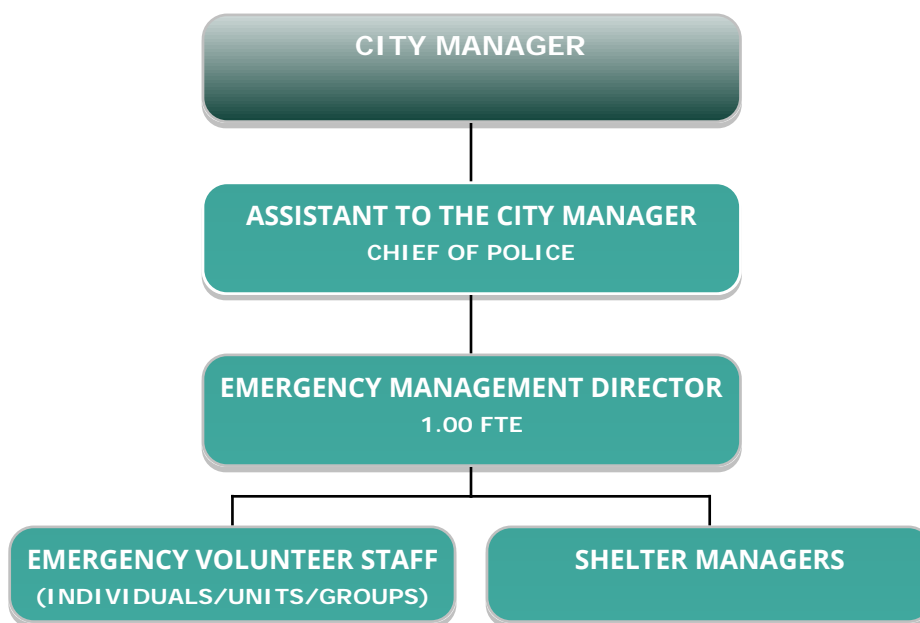 CITY MANAGER
ASSISTANT TO THE CITY MANAGER
CHIEF OF POLICE
EMERGENCY MANAGEMENT DIRECTOR
1.00 FTE
EMERGENCY VOLUNTEER STAFF
(INDIVIDUALS/UNITS/GROUPS)
SHELTER MANAGERS